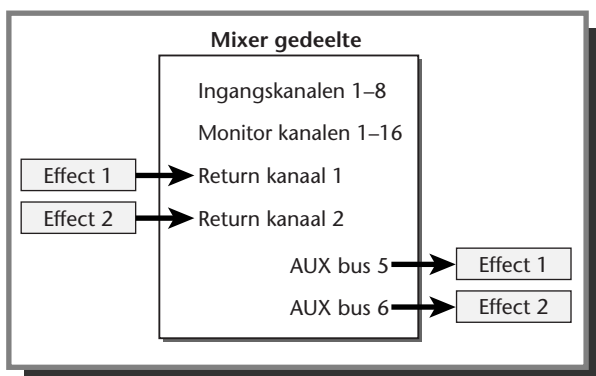 Mixer gedeelte
Ingangskanalen 1–8
Monitor kanalen 1–16
Effect 1 Return kanaal 1
Effect 2 Return kanaal 2
AUX bus 5 Effect 1
AUX bus 6 Effect 2